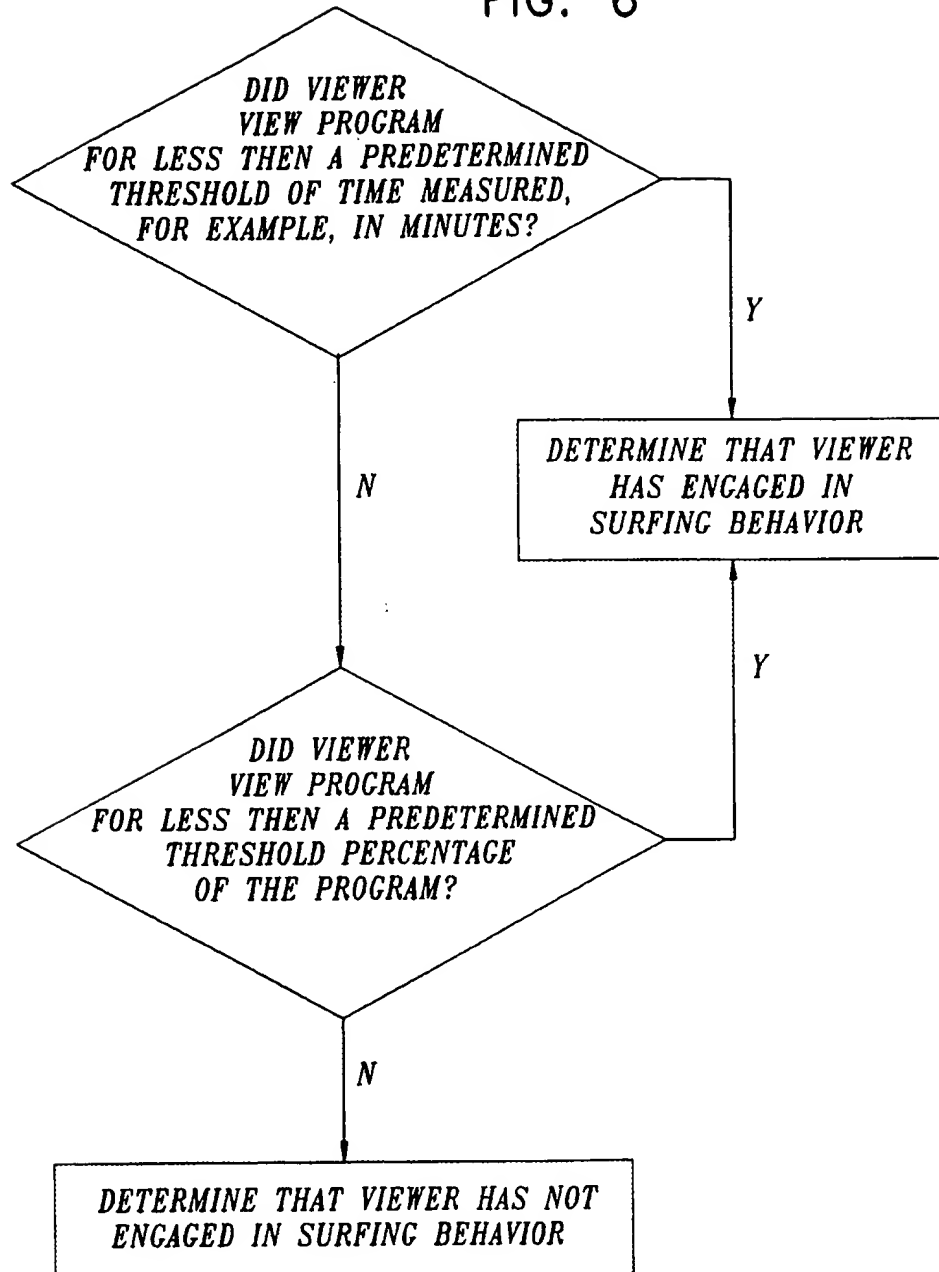 FIG. 6
DID VIEWER
VIEW PROGRAM
FOR LESS THEN A PREDETERMINED
THRESHOLD OF TIME MEASURED,
FOR EXAMPLE, IN MINUTES?
Y
DETERMINE THAT VIEWER
HAS ENGAGED IN
SURFING BEHAVIOR
N
Y
DID VIEWER
VIEW PROGRAM
FOR LESS THEN A PREDETERMINED
THRESHOLD PERCENTAGE
OF THE PROGRAM?
N
DETERMINE THAT VIEWER HAS NOT
ENGAGED IN SURFING BEHAVIOR